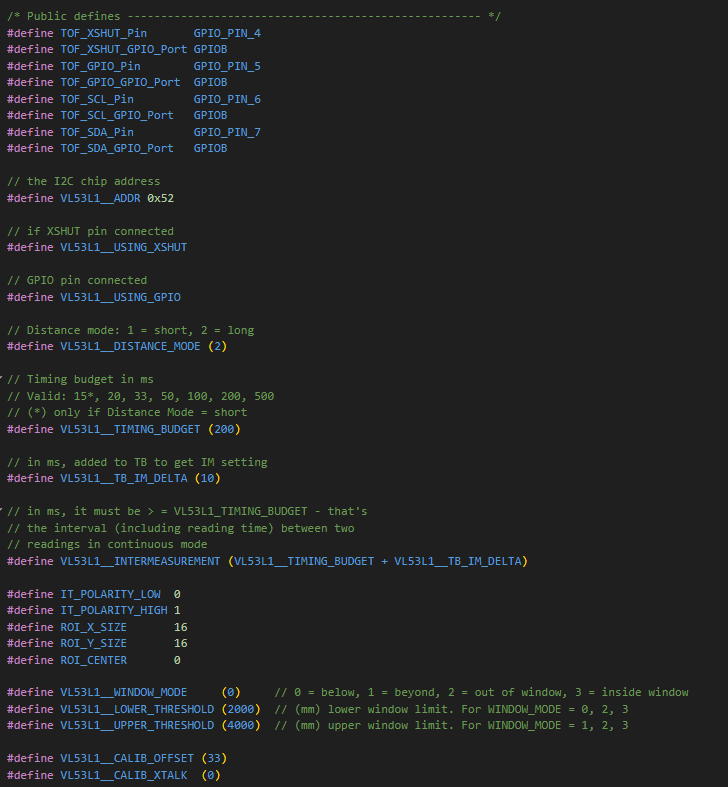 /* Public defines ----------------------------------------------------- */
#define TOF_XSHUT_Pin       GPIO_PIN_4
#define TOF_XSHUT_GPIO_Port GPIOB
#define TOF_GPIO_Pin        GPIO_PIN_5
#define TOF_GPIO_GPIO_Port  GPIOB
#define TOF_SCL_Pin         GPIO_PIN_6
#define TOF_SCL_GPIO_Port   GPIOB
#define TOF_SDA_Pin         GPIO_PIN_7
#define TOF_SDA_GPIO_Port   GPIOB
// the I2C chip address
#define VL53L1__ADDR 0x52
// if XSHUT pin connected
#define VL53L1__USING_XSHUT
// GPIO pin connected
#define VL53L1__USING_GPIO
// Distance mode: 1 = short, 2 = long
#define VL53L1__DISTANCE_MODE (2)
// Timing budget in ms
// Valid: 15*, 20, 33, 50, 100, 200, 500
// (*) only if Distance Mode = short
#define VL53L1__TIMING_BUDGET (200)
// in ms, added to TB to get IM setting
#define VL53L1__TB_IM_DELTA (10)
// in ms, it must be > = VL53L1_TIMING_BUDGET - that's
// the interval (including reading time) between two
// readings in continuous mode
#define VL53L1__INTERMEASUREMENT (VL53L1__TIMING_BUDGET + VL53L1__TB_IM_DELTA)
#define IT_POLARITY_LOW  0
#define IT_POLARITY_HIGH 1
#define ROI_X_SIZE       16
#define ROI_Y_SIZE       16
#define ROI_CENTER       0
#define VL53L1__WINDOW_MODE     (0)     // 0 = below, 1 = beyond, 2 = out of window, 3 = inside window
#define VL53L1__LOWER_THRESHOLD (2000)  // (mm) lower window limit. For WINDOW_MODE = 0, 2, 3
#define VL53L1__UPPER_THRESHOLD (4000)  // (mm) upper window limit. For WINDOW_MODE = 1, 2, 3
#define VL53L1__CALIB_OFFSET (33)
#define VL53L1__CALIB_XTALK  (0)